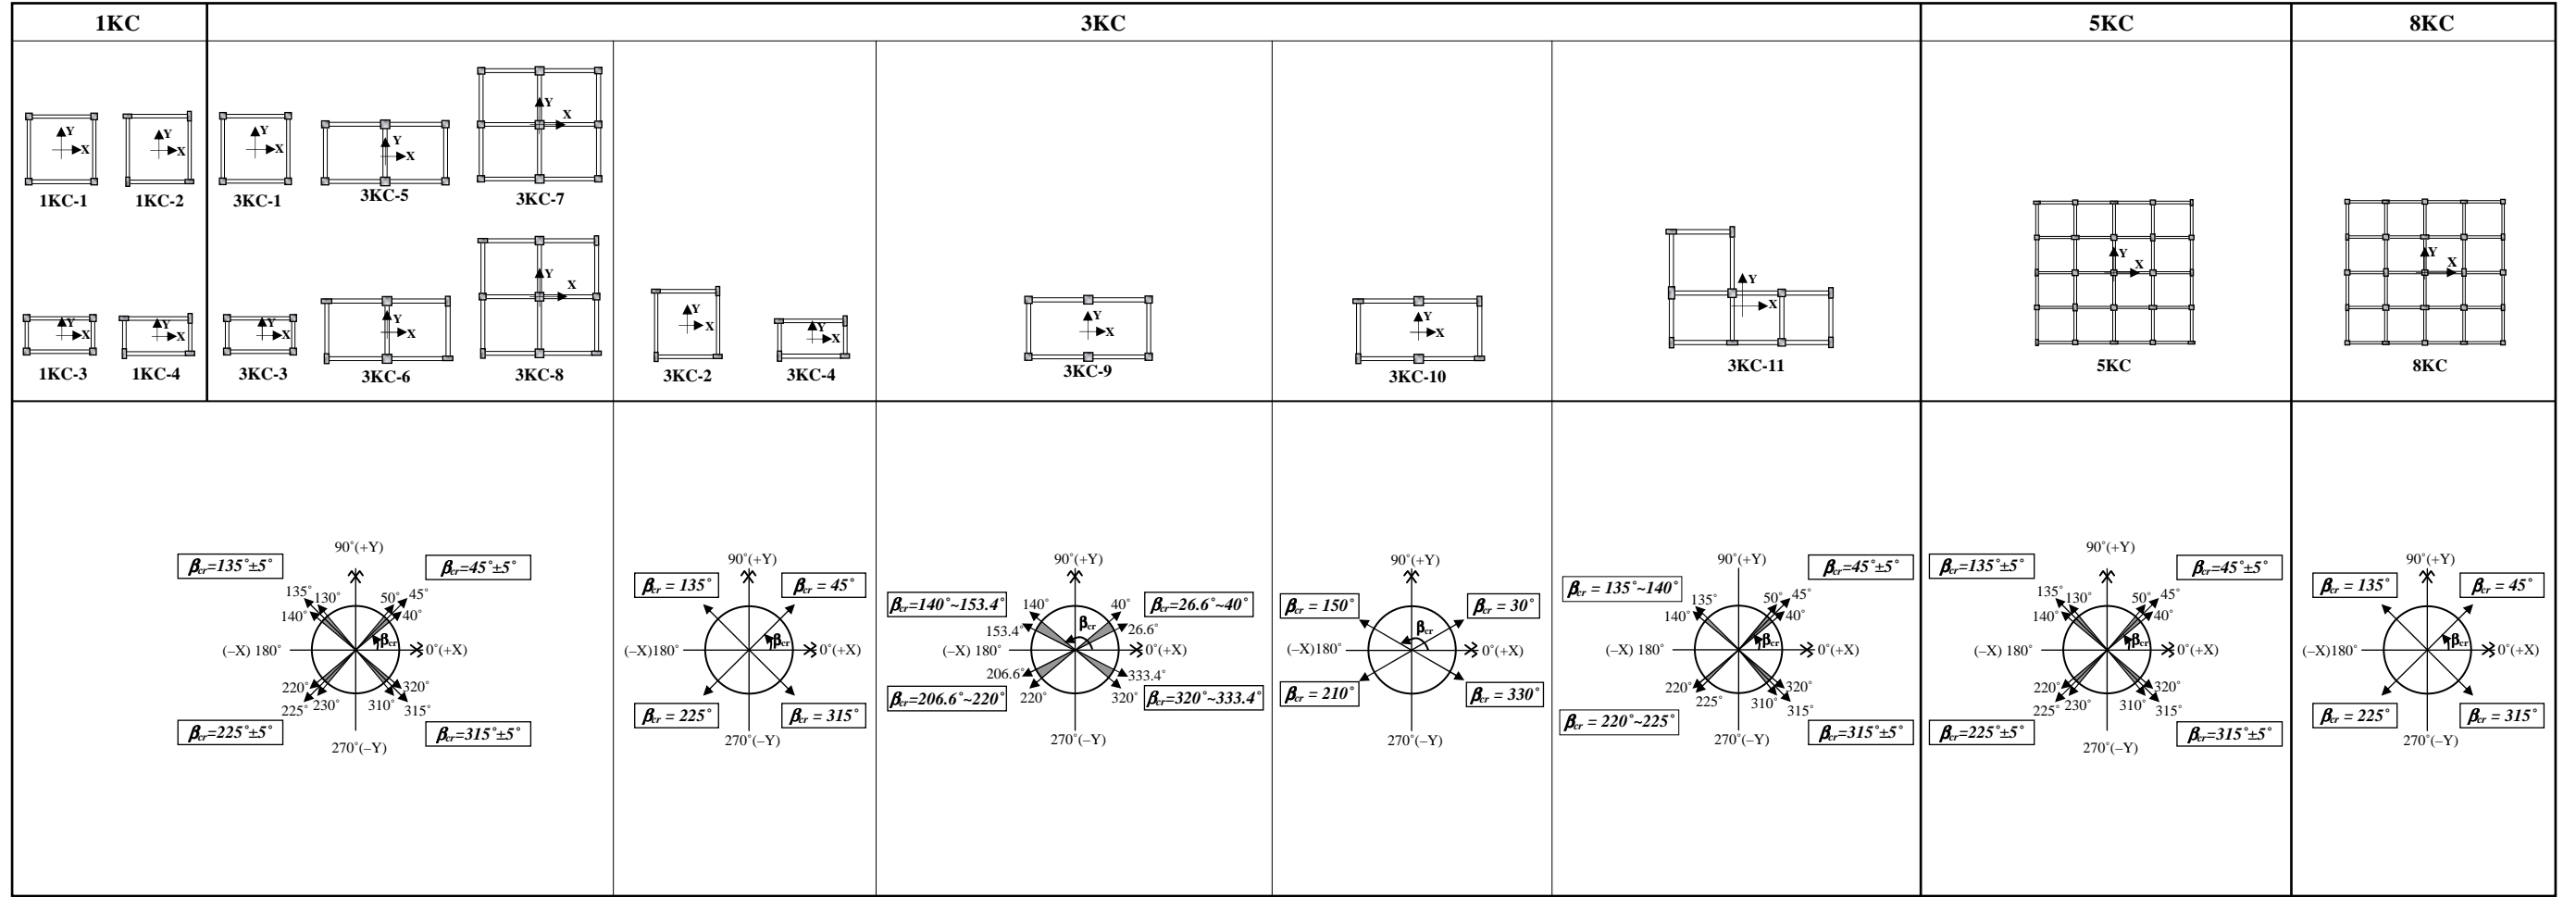 1KC
3KC
5KC
8KC
Y
X
1KC-1
Y
X
1KC-2
Y
X
1KC-3
Y
X
1KC-4
Y
X
3KC-1
Y
X
3KC-5
Y
X
3KC-7
Y
X
3KC-3
Y
X
3KC-6
Y
X
3KC-8
Y
X
3KC-2
Y
X
3KC-4
Y
X
3KC-9
Y
X
3KC-10
Y
X
3KC-11
Y
X
5KC
Y
X
8KC
90˚(+Y)
βcr=135˚±5˚
βcr=45˚±5˚
135˚
130˚
50˚
45˚
140˚
40˚
βcr
(–X) 180˚
0˚(+X)
220˚
320˚
225˚
230˚
310˚
315˚
βcr=225˚±5˚
βcr=315˚±5˚
270˚(–Y)
90˚(+Y)
βcr = 135˚
βcr = 45˚
βcr
(–X)180˚
0˚(+X)
βcr = 225˚
βcr = 315˚
270˚(–Y)
90˚(+Y)
βcr=140˚~153.4˚
140˚
40˚
βcr=26.6˚~40˚
153.4˚
βcr
26.6˚
(–X) 180˚
0˚(+X)
206.6˚
333.4˚
βcr=206.6˚~220˚
220˚
320˚
βcr=320˚~333.4˚
270˚(–Y)
90˚(+Y)
βcr = 150˚
βcr = 30˚
βcr
(–X)180˚
0˚(+X)
βcr = 210˚
βcr = 330˚
270˚(–Y)
90˚(+Y)
βcr=45˚±5˚
βcr = 135˚~140˚
135˚
50˚
45˚
140˚
40˚
βcr
(–X) 180˚
0˚(+X)
220˚
320˚
225˚
310˚
315˚
βcr = 220˚~225˚
βcr=315˚±5˚
270˚(–Y)
90˚(+Y)
βcr=135˚±5˚
βcr=45˚±5˚
135˚
130˚
50˚
45˚
140˚
40˚
βcr
(–X) 180˚
0˚(+X)
220˚
320˚
225˚
230˚
310˚
315˚
βcr=225˚±5˚
βcr=315˚±5˚
270˚(–Y)
90˚(+Y)
βcr = 135˚
βcr = 45˚
βcr
(–X)180˚
0˚(+X)
βcr = 225˚
βcr = 315˚
270˚(–Y)